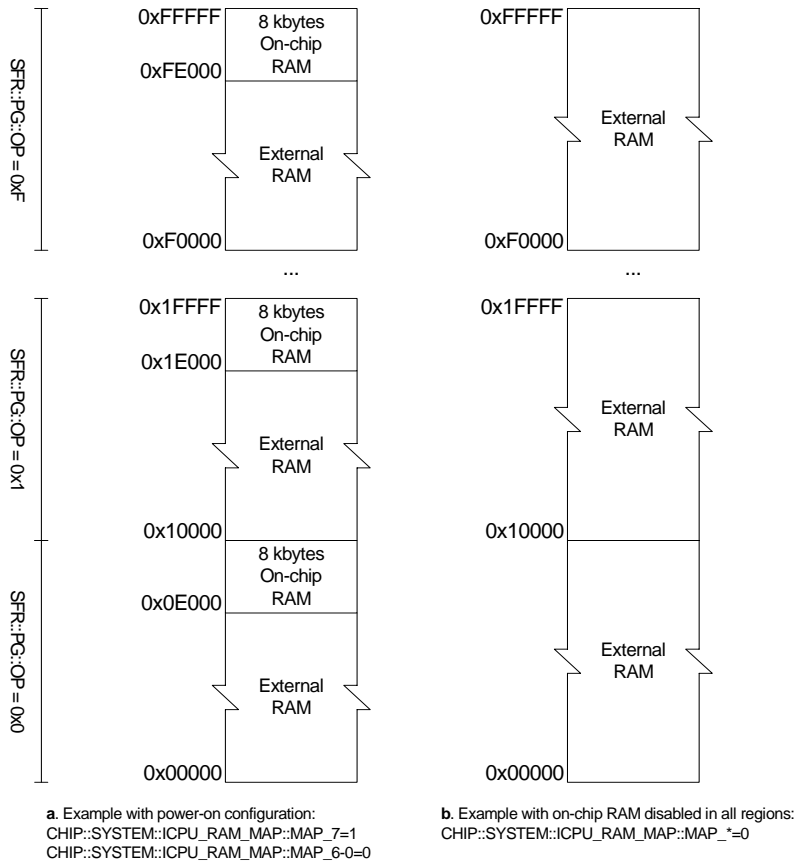 0xFFFFF
8 kbytes
On-chip
RAM
0xFE000
External
RAM
0xF0000
SFR::PG::OP = 0xF
...
0x1FFFF
8 kbytes
On-chip
RAM
0x1E000
External
RAM
0x10000
SFR::PG::OP = 0x1
8 kbytes
On-chip
RAM
0x0E000
External
RAM
0x00000
SFR::PG::OP = 0x0
a. Example with power-on configuration:
CHIP::SYSTEM::ICPU_RAM_MAP::MAP_7=1
CHIP::SYSTEM::ICPU_RAM_MAP::MAP_6-0=0
0xFFFFF
External
RAM
0xF0000
...
0x1FFFF
External
RAM
0x10000
External
RAM
0x00000
b. Example with on-chip RAM disabled in all regions:
CHIP::SYSTEM::ICPU_RAM_MAP::MAP_*=0